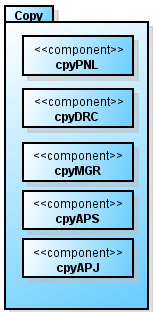 Copy
<<component>>
cpyPNL
<<component>>
cpyDRC
<<component>>
cpyMGR
<<component>>
cpyAPS
<<component>>
cpyAPJ